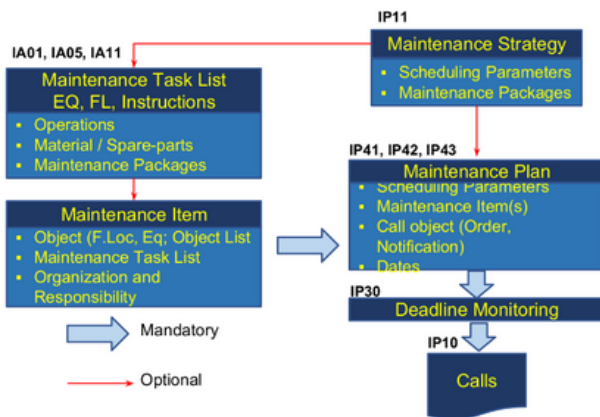 IP11
Maintenance Strategy
▪ Scheduling Parameters
▪ Maintenance Packages
IA01, IA05, IA11
Maintenance Task List
EQ, FL, Instructions
▪ Operations
▪ Material / Spare-parts
▪ Maintenance Packages
IP41, IP42, IP43
Maintenance Plan
▪ Scheduling Parameters
▪ Maintenance Item(s)
▪ Call object (Order,
Notification)
▪ Dates
Maintenance Item
▪ Object (F.Loc, Eq; Object List
▪ Maintenance Task List
▪ Organization and
Responsibility
IP30
Deadline Monitoring
IP10
Calls
Mandatory
Optional